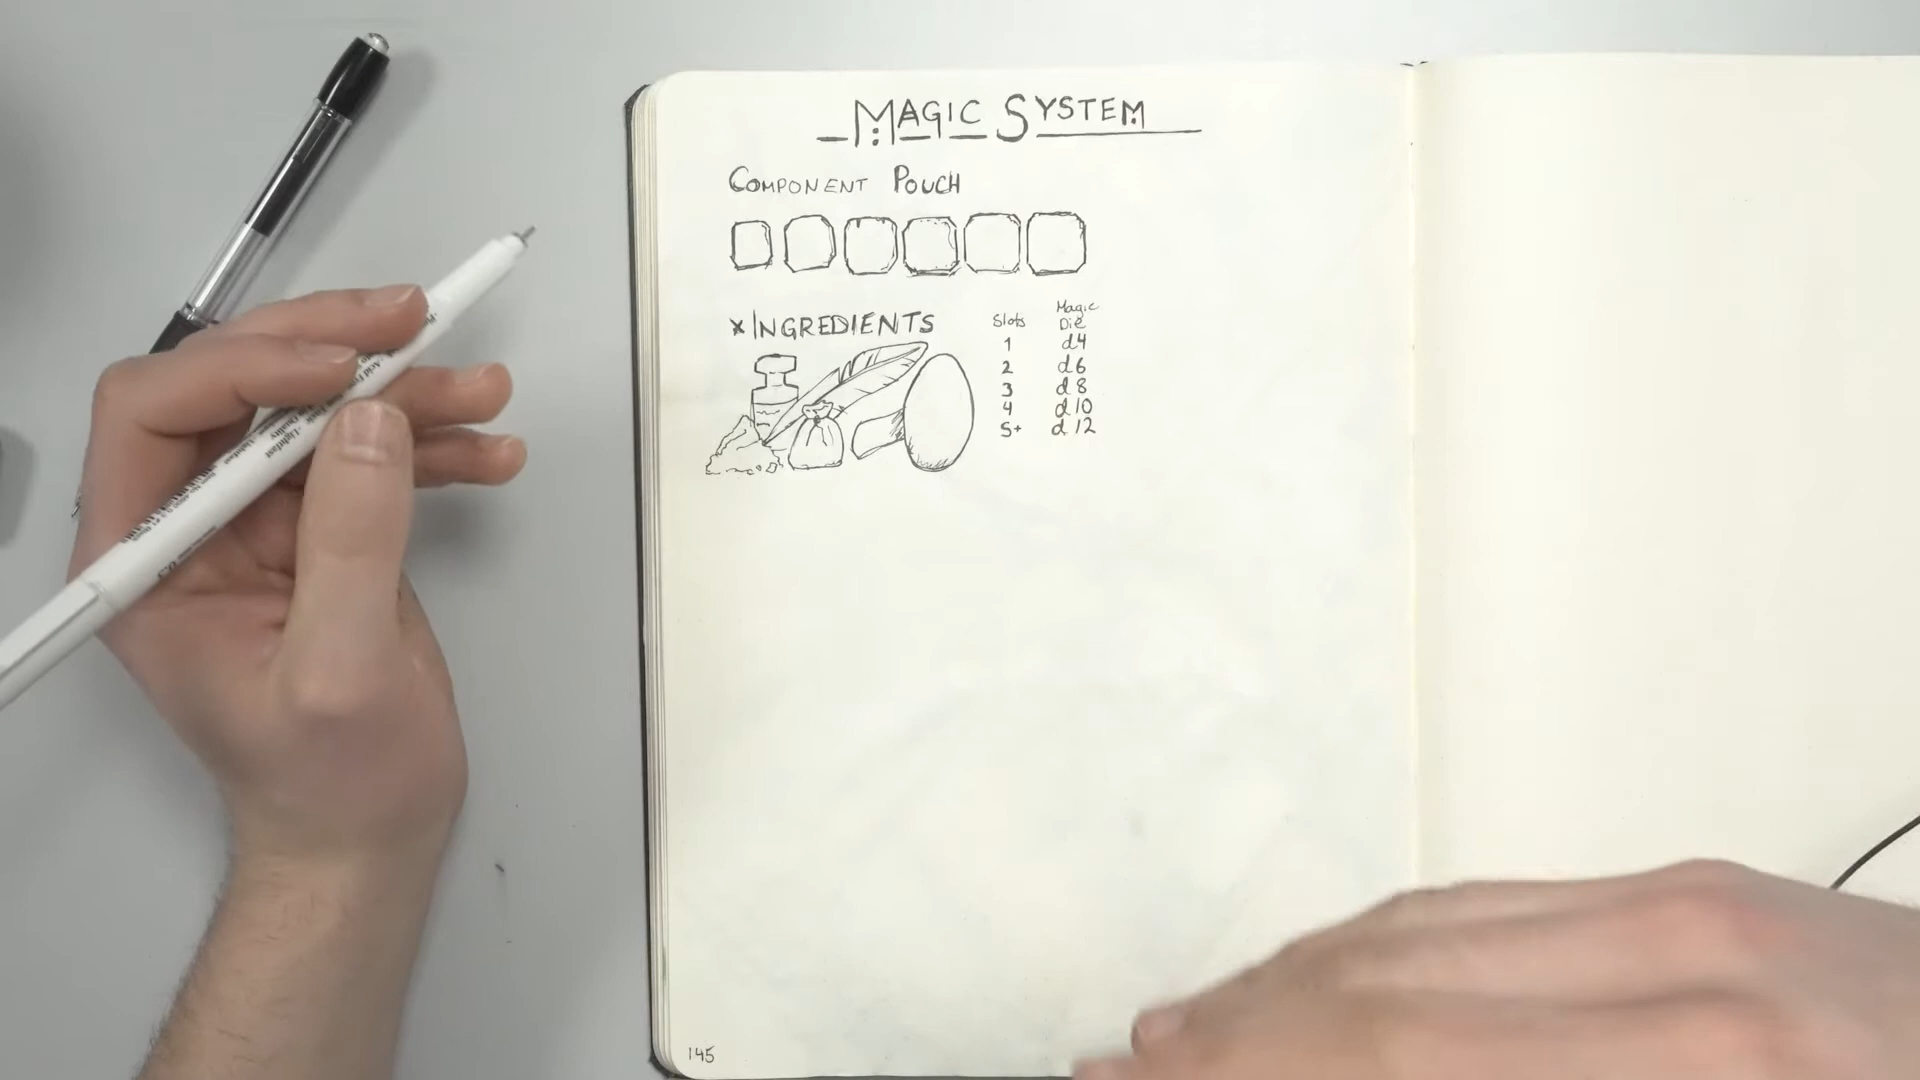 MAGIC SYSTEM
COMPONENT POUCH
x INGREDIENTS
Slots Magic Die
1 d4
2 d6
3 d8
4 d10
5+ d12
145